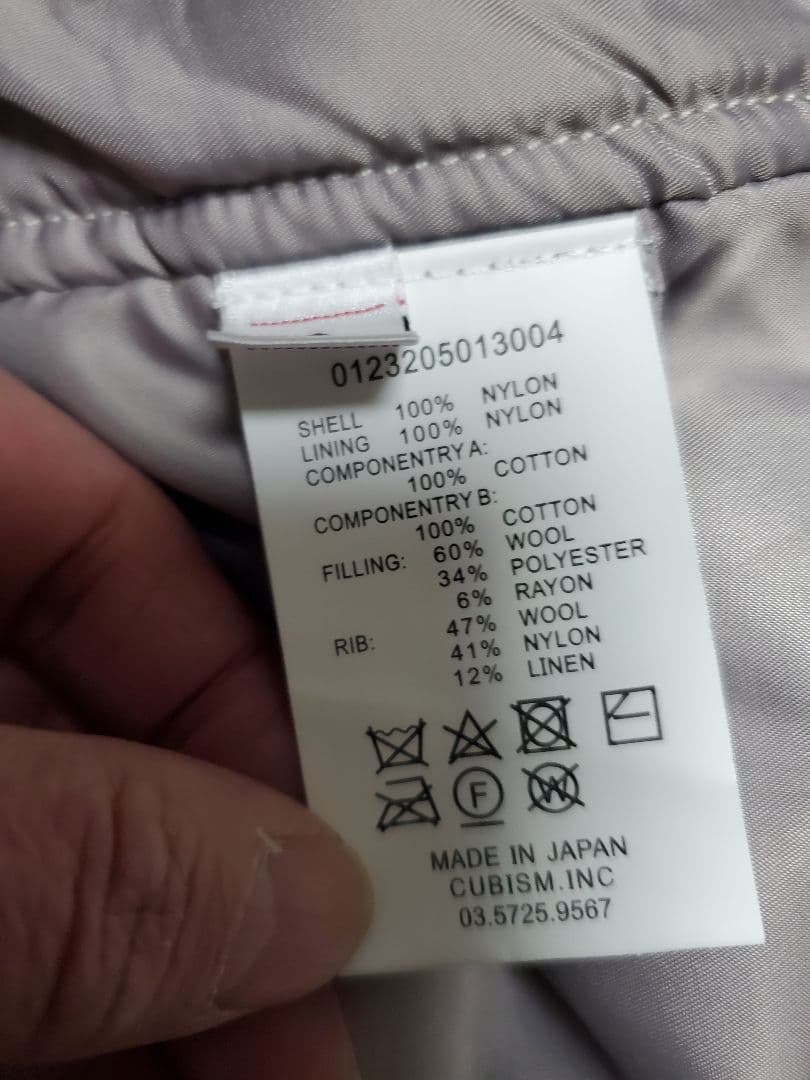 0123205013004
SHELL 100% NYLON
LINING 100% NYLON
COMPONENTRY A:
100% COTTON
COMPONENTRY B:
100% COTTON
FILLING: 60% WOOL
34% POLYESTER
6% RAYON
RIB: 47% WOOL
41% NYLON
12% LINEN
F W
MADE IN JAPAN
CUBISM.INC
03.5725.9567